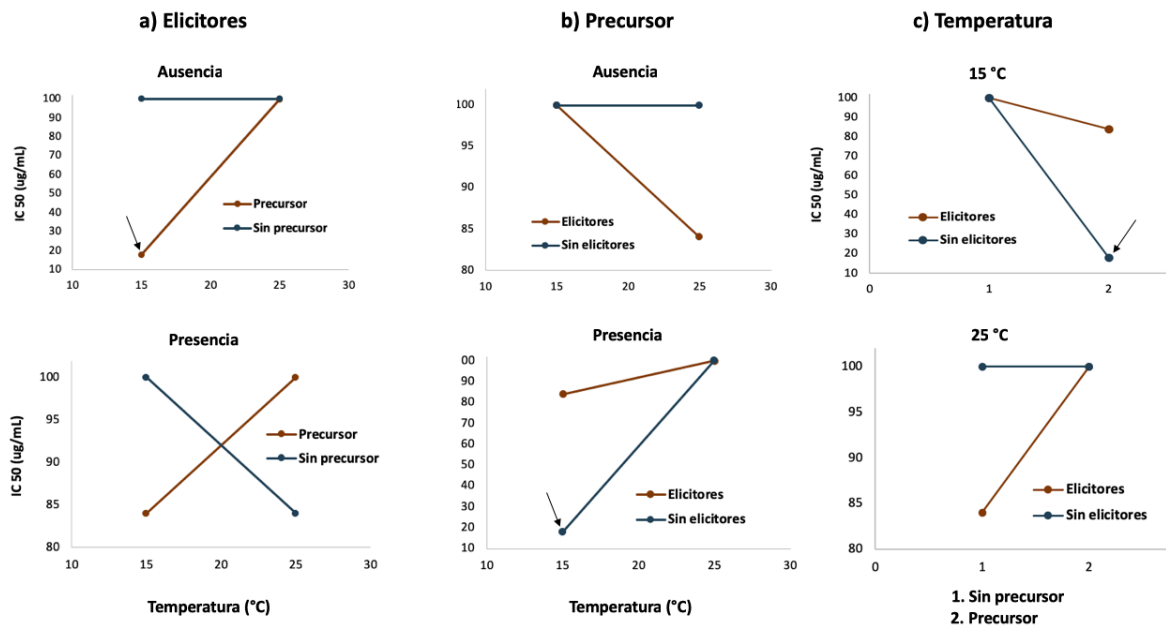 a) Elicitores
Ausencia
IC 50 (ug/mL)
100
90
80
70
60
50
40
30
20
10
10
15
20
25
30
Precursor
Sin precursor
Presencia
IC 50 (ug/mL)
100
95
90
85
80
10
15
20
25
30
Precursor
Sin precursor
Temperatura (°C)
b) Precursor
Ausencia
100
95
90
85
80
10
15
20
25
30
Elicitores
Sin elicitores
Presencia
00
90
80
70
60
50
40
30
20
10
10
15
20
25
30
Elicitores
Sin elicitores
Temperatura (°C)
c) Temperatura
15 °C
IC 50 (ug/mL)
100
90
80
70
60
50
40
30
20
10
0
1
2
Elicitores
Sin elicitores
25 °C
100
95
90
85
80
0
1
2
Elicitores
Sin elicitores
1. Sin precursor
2. Precursor